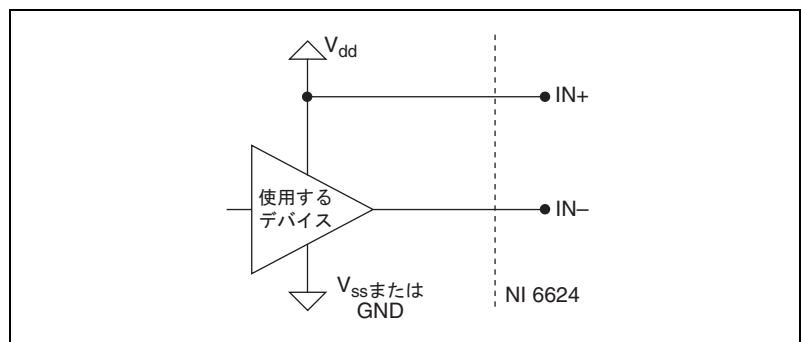 Vdd
IN+
使用する
デバイス
IN–
Vssまたは
GND
NI 6624